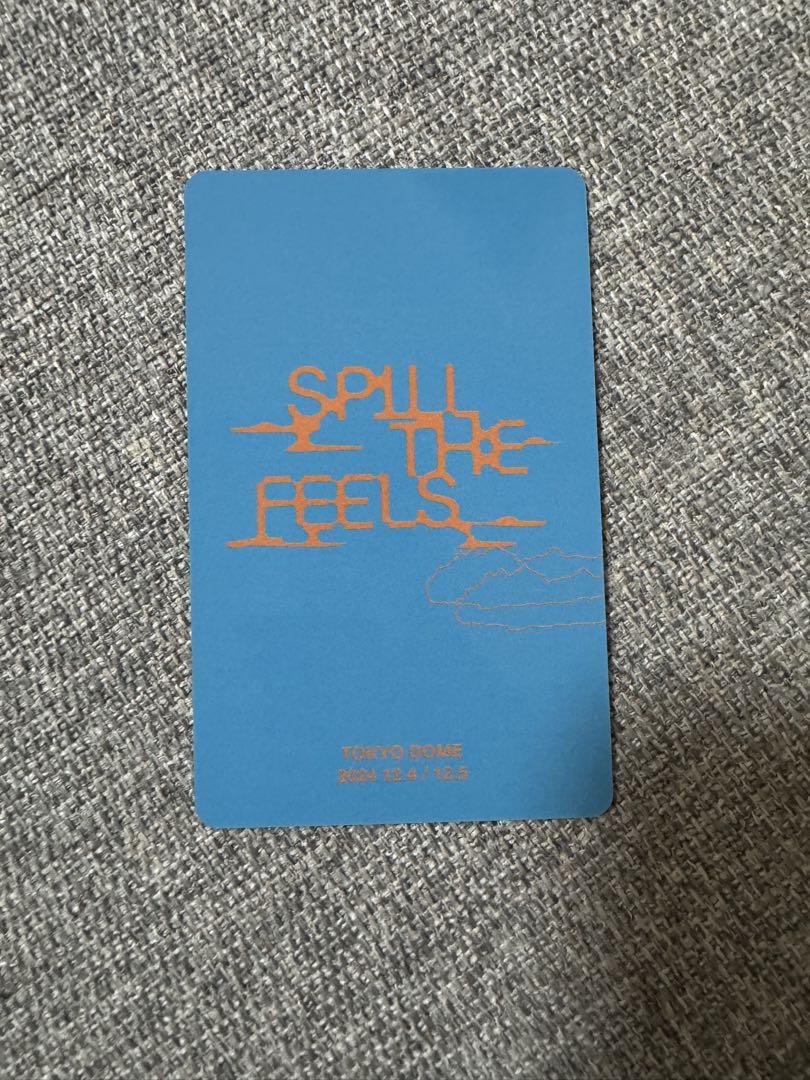 SPILL
THE
FEELS
TOKYO DOME
2024 12.4 / 12.5